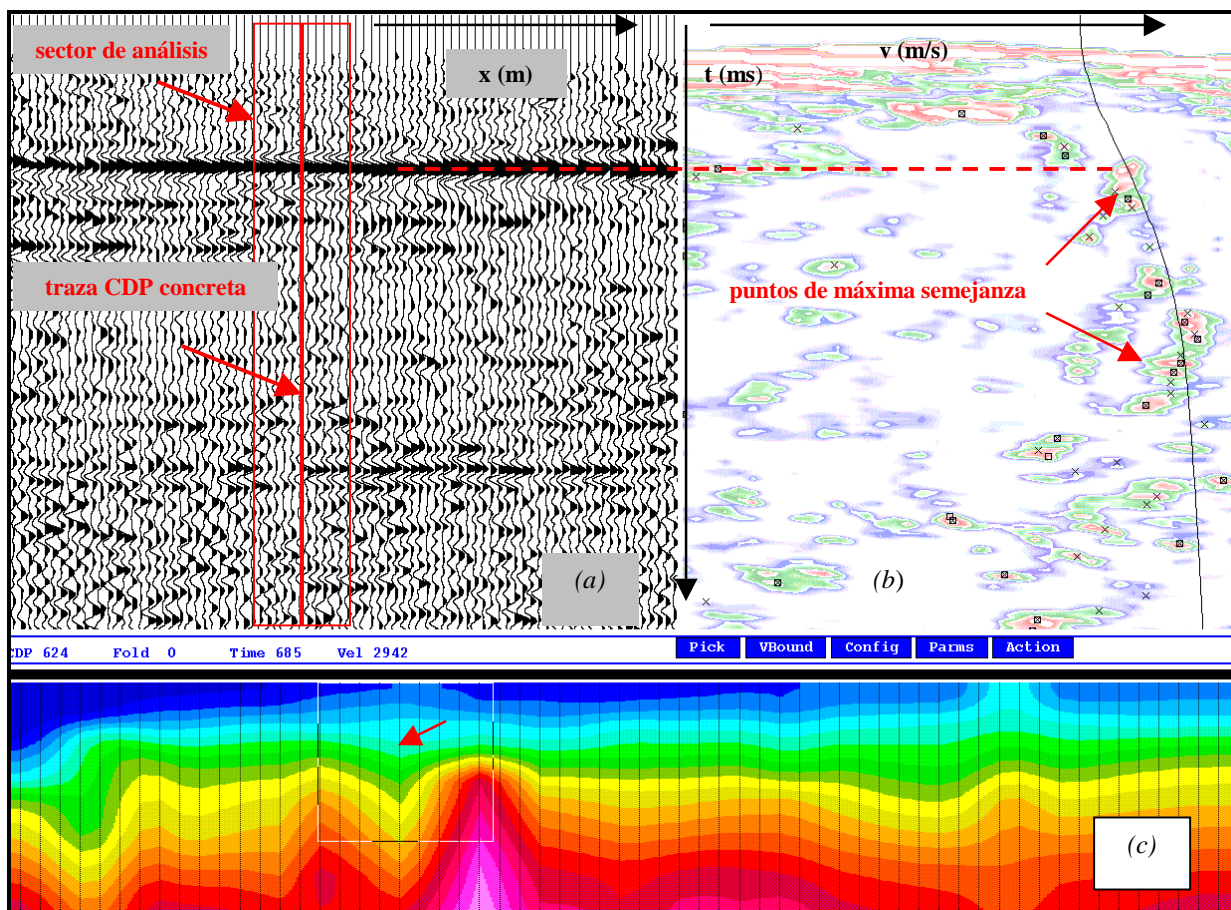 sector de análisis
x (m)
v (m/s)
t (ms)
traza CDP concreta
puntos de máxima semejanza
(a)
(b)
CDP 624 Fold 0 Time 685 Vel 2942
Pick VBound Config Parms Action
(c)